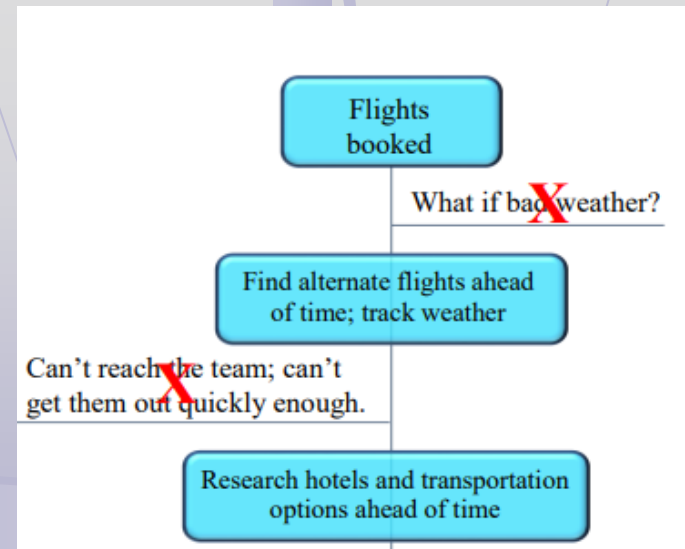 Flights
booked
What if bad weather?
X
Find alternate flights ahead
of time; track weather
Can’t reach the team; can’t
get them out quickly enough.
X
Research hotels and transportation
options ahead of time